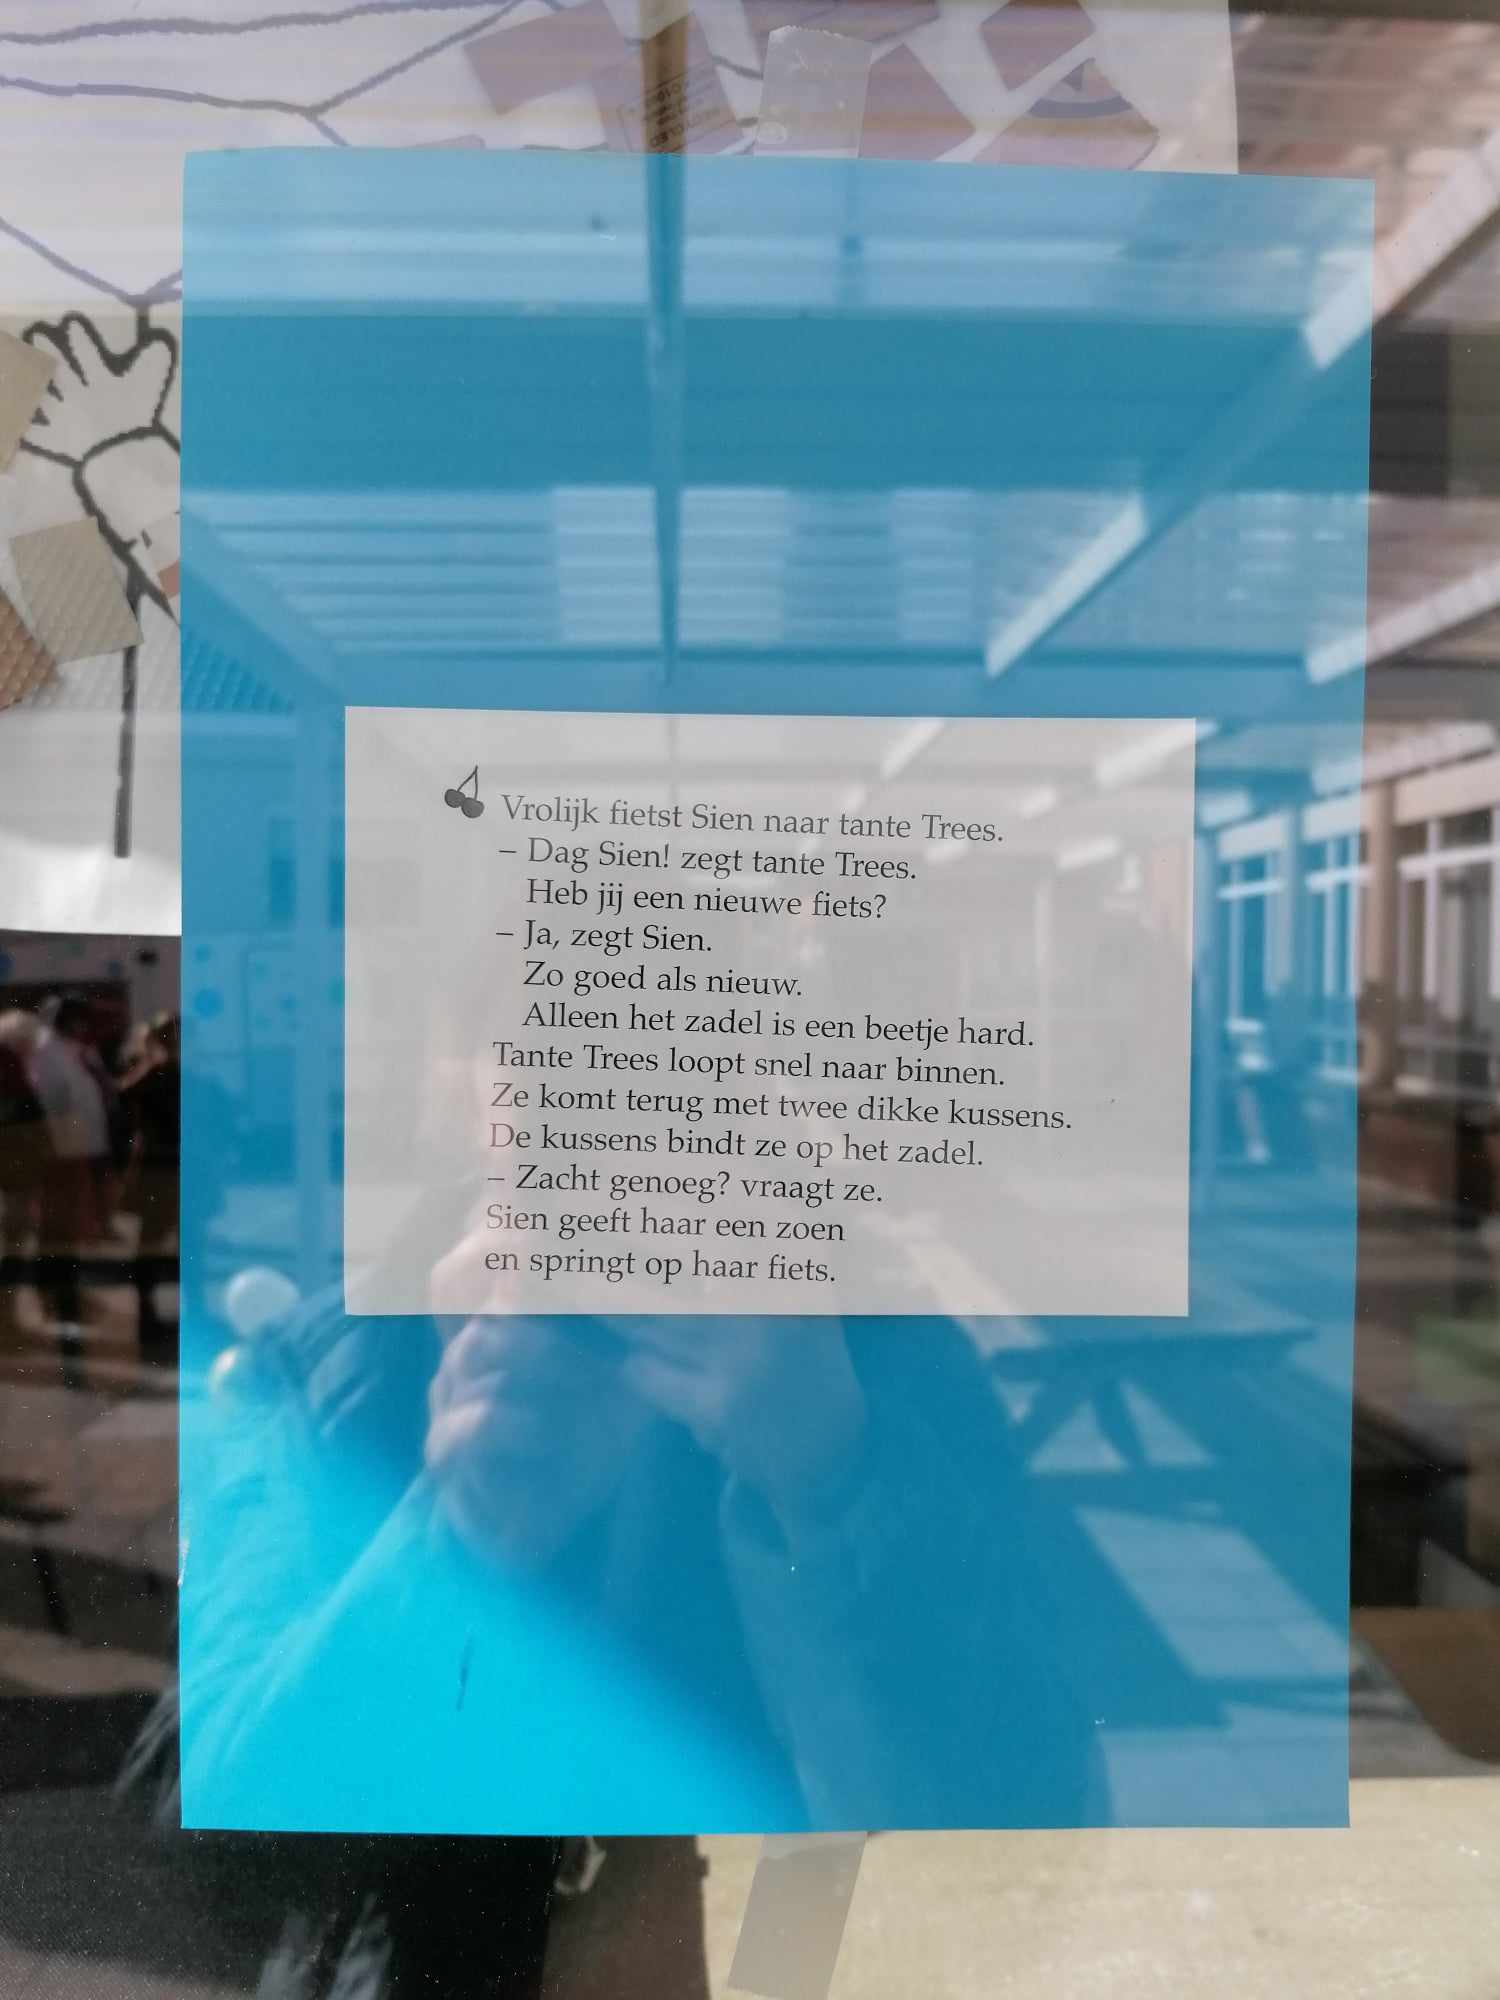 Vrolijk fietst Sien naar tante Trees.
– Dag Sien! zegt tante Trees.
Heb jij een nieuwe fiets?
– Ja, zegt Sien.
Zo goed als nieuw.
Alleen het zadel is een beetje hard.
Tante Trees loopt snel naar binnen.
Ze komt terug met twee dikke kussens.
De kussens bindt ze op het zadel.
– Zacht genoeg? vraagt ze.
Sien geeft haar een zoen
en springt op haar fiets.